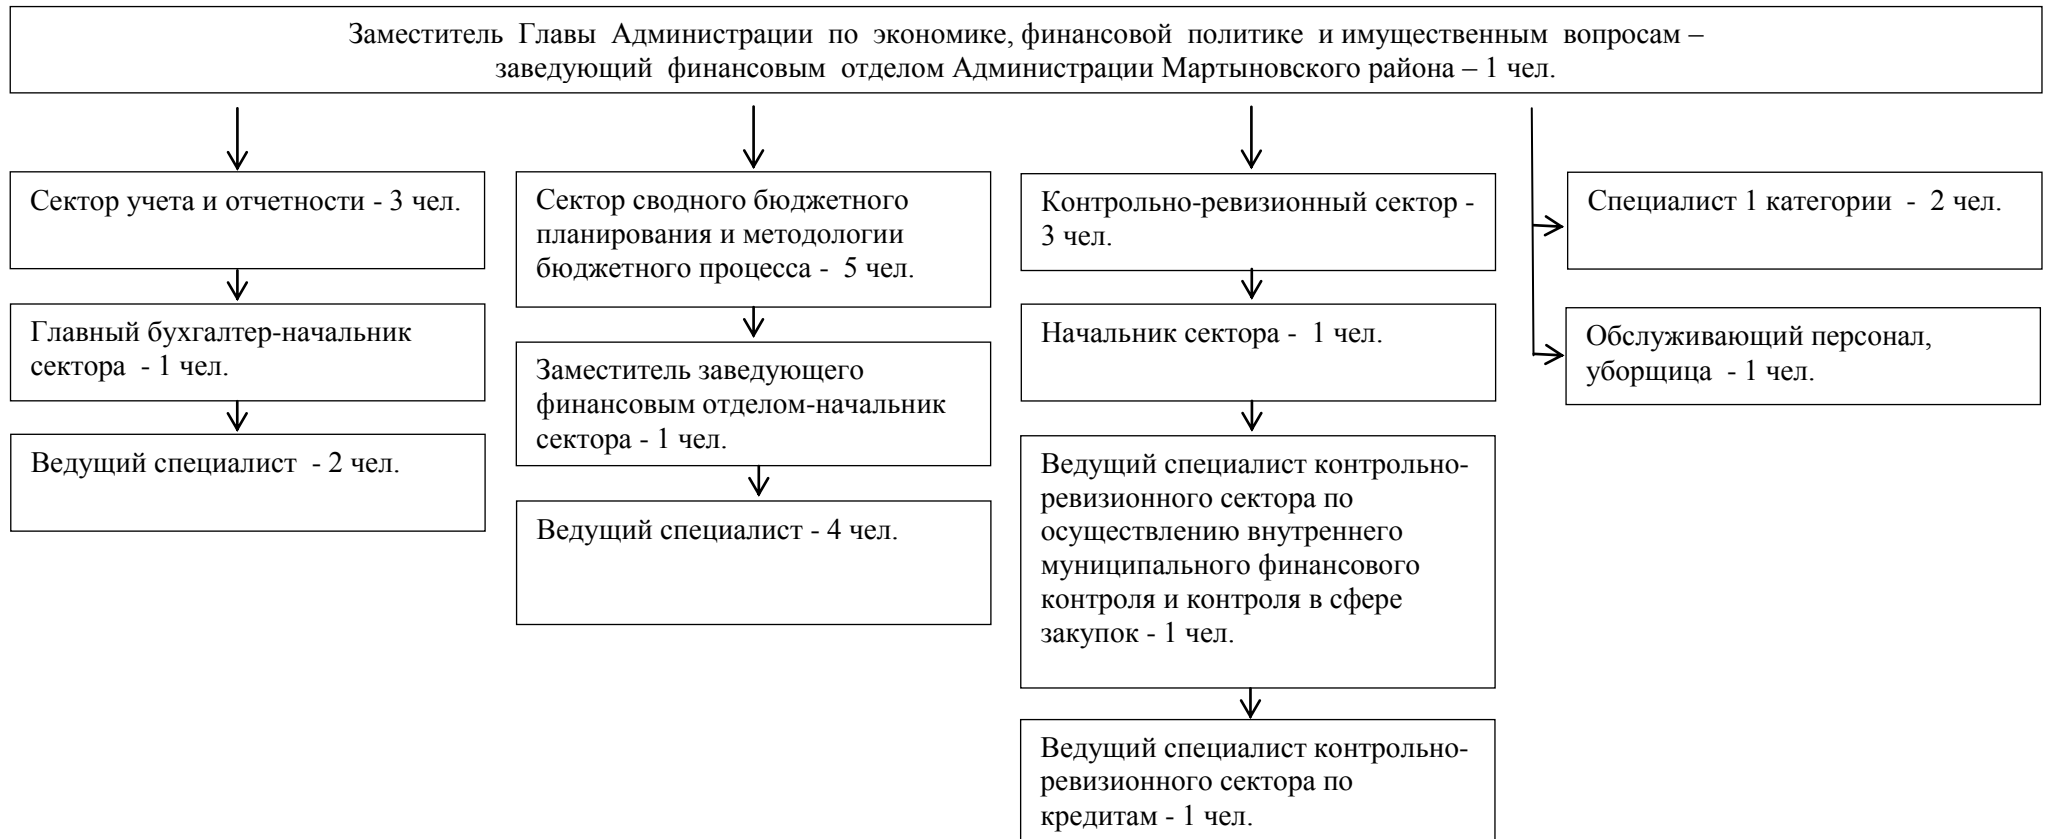 Заместитель Главы Администрации по экономике, финансовой политике и имущественным вопросам –
заведующий финансовым отделом Администрации Мартыновского района – 1 чел.
Сектор учета и отчетности - 3 чел.
Главный бухгалтер-начальник
сектора - 1 чел.
Ведущий специалист - 2 чел.
Сектор сводного бюджетного
планирования и методологии
бюджетного процесса - 5 чел.
Заместитель заведующего
финансовым отделом-начальник
сектора - 1 чел.
Ведущий специалист - 4 чел.
Контрольно-ревизионный сектор -
3 чел.
Начальник сектора - 1 чел.
Ведущий специалист контрольно-
ревизионного сектора по
осуществлению внутреннего
муниципального финансового
контроля и контроля в сфере
закупок - 1 чел.
Ведущий специалист контрольно-
ревизионного сектора по
кредитам - 1 чел.
Специалист 1 категории - 2 чел.
Обслуживающий персонал,
уборщица - 1 чел.